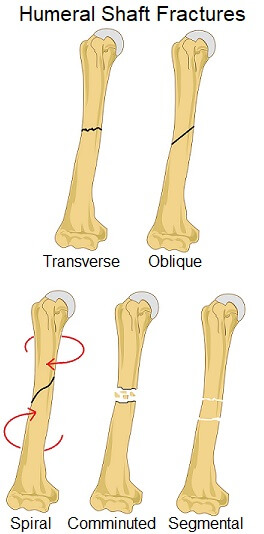 Humeral Shaft Fractures
Transverse Oblique
Spiral Comminuted Segmental